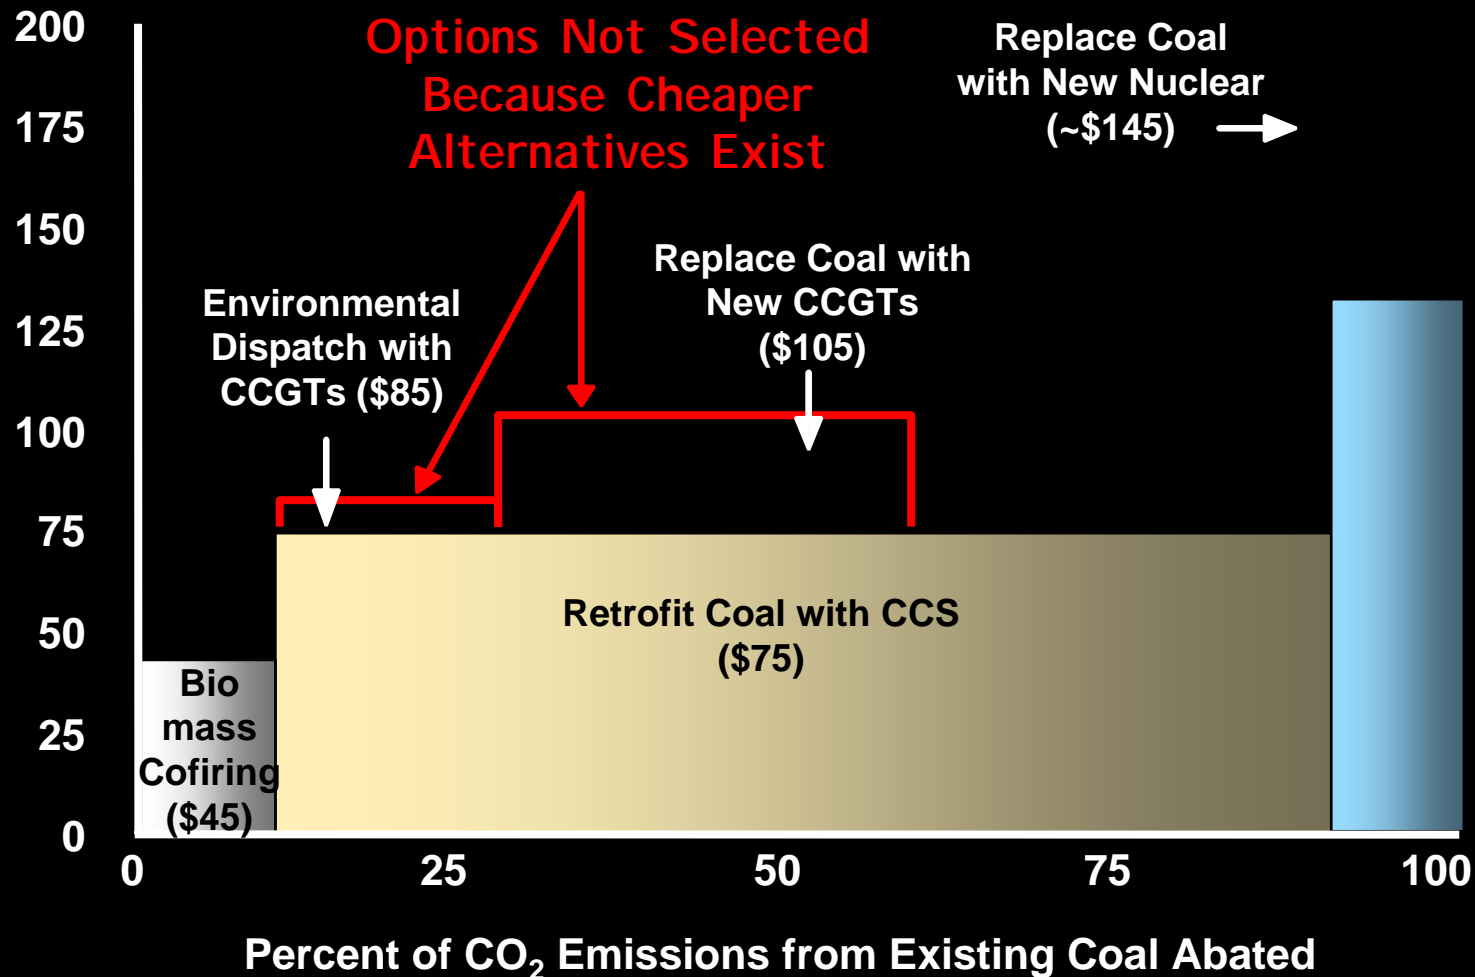 200
175
150
125
100
75
50
25
0
Options Not Selected
Because Cheaper
Alternatives Exist
Replace Coal
with New Nuclear
(~$145)
Environmental
Dispatch with
CCGTs ($85)
Replace Coal with
New CCGTs
($105)
Retrofit Coal with CCS
($75)
Bio
mass
Cofiring
($45)
0 25 50 75 100
Percent of CO₂ Emissions from Existing Coal Abated